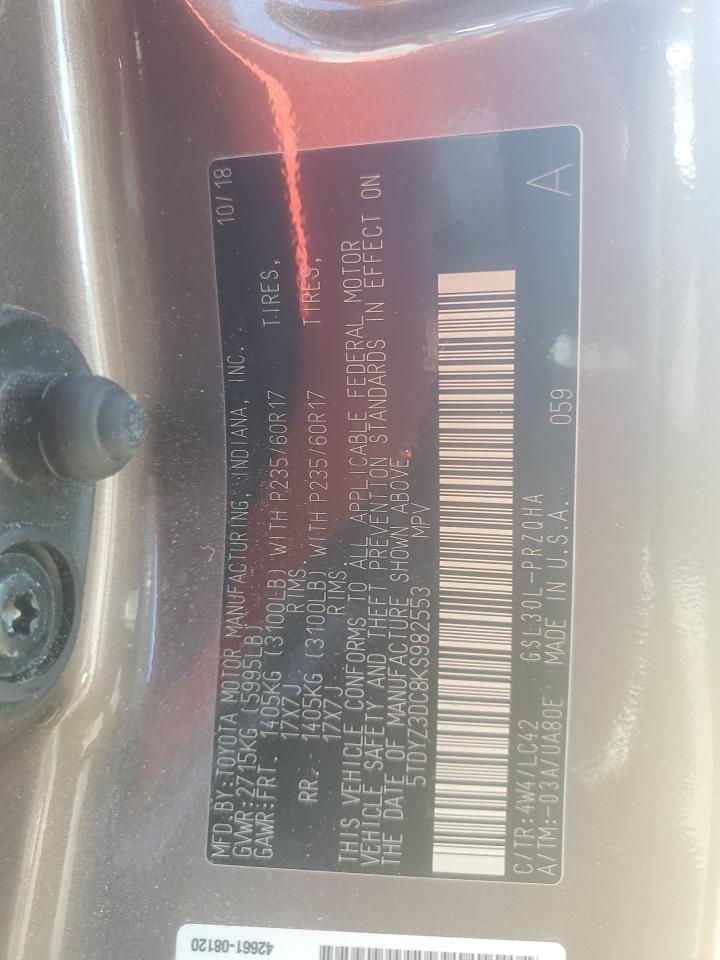 MFD.BY:TOYOTA MOTOR MANUFACTURING, INDIANA, INC. 10/18
GVWR:2715KG (5995LB)
GAWR:FRT. 1405KG (3100LB) WITH P235/60R17 TIRES,
17X7J RIMS.
RR. 1405KG (3100LB) WITH P235/60R17 TIRES,
17X7J RIMS.
THIS VEHICLE CONFORMS TO ALL APPLICABLE FEDERAL MOTOR
VEHICLE SAFETY AND THEFT PREVENTION STANDARDS IN EFFECT ON
THE DATE OF MANUFACTURE SHOWN ABOVE.
5TDYZ3DC8KS982553 MPV
C/TR:4W4/LC42 GSL30L-PRZQHA 059 A
A/TM:-03A/UA80E MADE IN U.S.A.
42661-08120